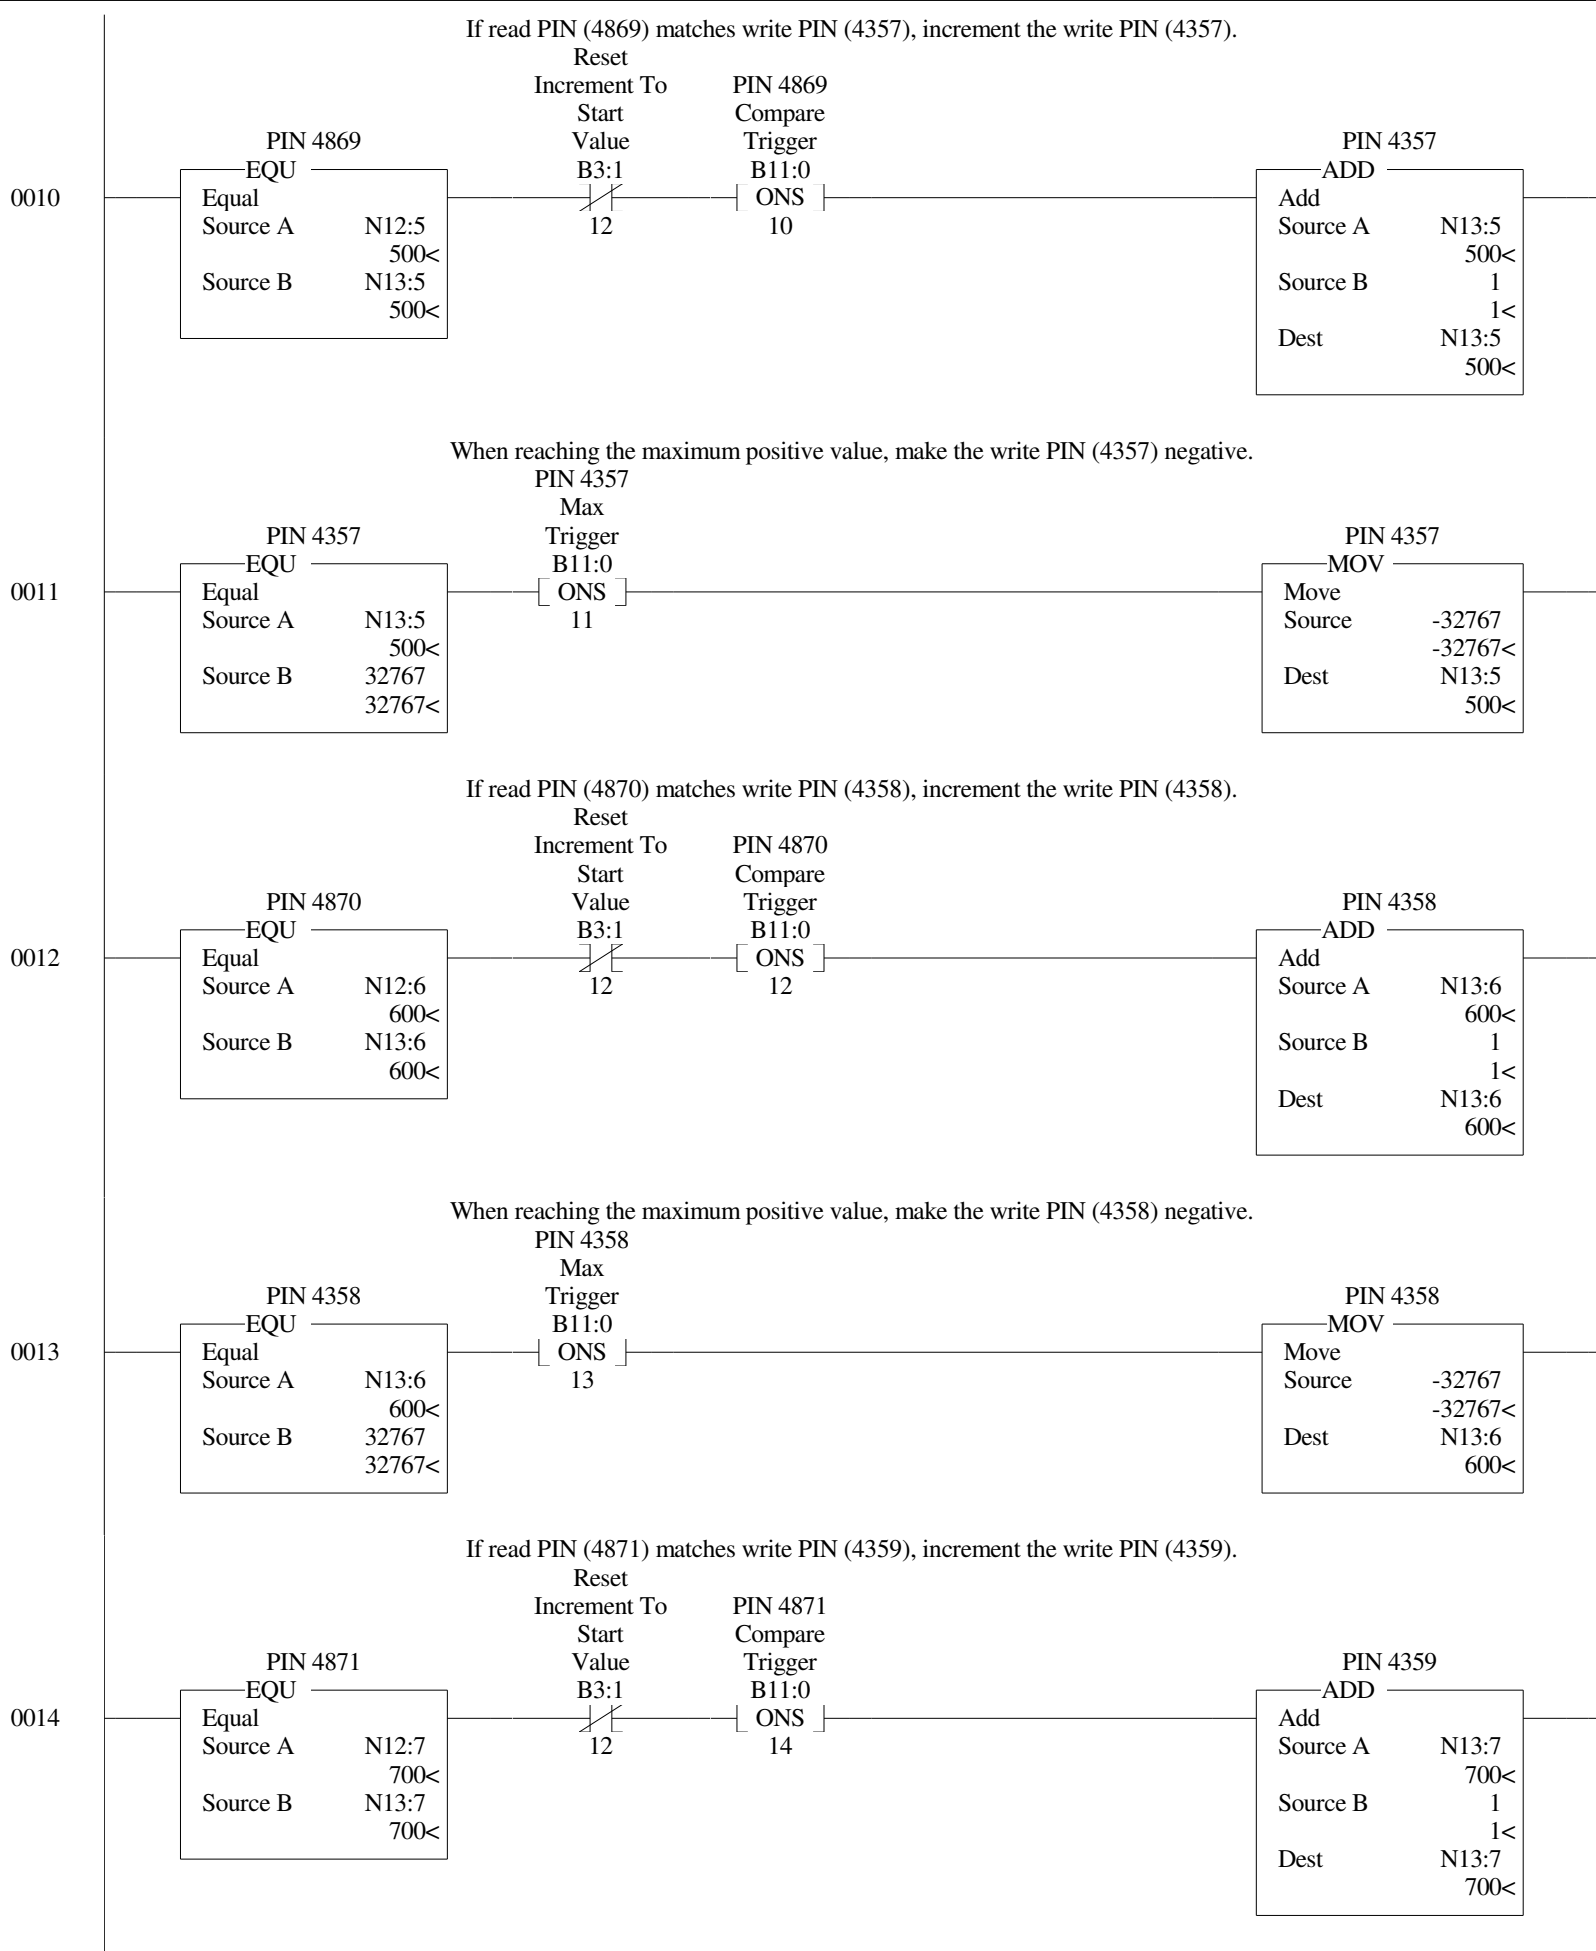 If read PIN (4869) matches write PIN (4357), increment the write PIN (4357).
Reset
Increment To PIN 4869
Start Compare
PIN 4869 Value Trigger PIN 4357
EQU B3:1 B11:0 ADD
0010 Equal ONS Add
Source A N12:5 12 10 Source A N13:5
500< 500<
Source B N13:5 Source B 1
500< 1<
Dest N13:5
500<
When reaching the maximum positive value, make the write PIN (4357) negative.
PIN 4357
Max
PIN 4357 Trigger PIN 4357
EQU B11:0 MOV
0011 Equal ONS Move
Source A N13:5 11 Source -32767
500< -32767<
Source B 32767 Dest N13:5
32767< 500<
If read PIN (4870) matches write PIN (4358), increment the write PIN (4358).
Reset
Increment To PIN 4870
Start Compare
PIN 4870 Value Trigger PIN 4358
EQU B3:1 B11:0 ADD
0012 Equal ONS Add
Source A N12:6 12 12 Source A N13:6
600< 600<
Source B N13:6 Source B 1
600< 1<
Dest N13:6
600<
When reaching the maximum positive value, make the write PIN (4358) negative.
PIN 4358
Max
PIN 4358 Trigger PIN 4358
EQU B11:0 MOV
0013 Equal ONS Move
Source A N13:6 13 Source -32767
600< -32767<
Source B 32767 Dest N13:6
32767< 600<
If read PIN (4871) matches write PIN (4359), increment the write PIN (4359).
Reset
Increment To PIN 4871
Start Compare
PIN 4871 Value Trigger PIN 4359
EQU B3:1 B11:0 ADD
0014 Equal ONS Add
Source A N12:7 12 14 Source A N13:7
700< 700<
Source B N13:7 Source B 1
700< 1<
Dest N13:7
700<